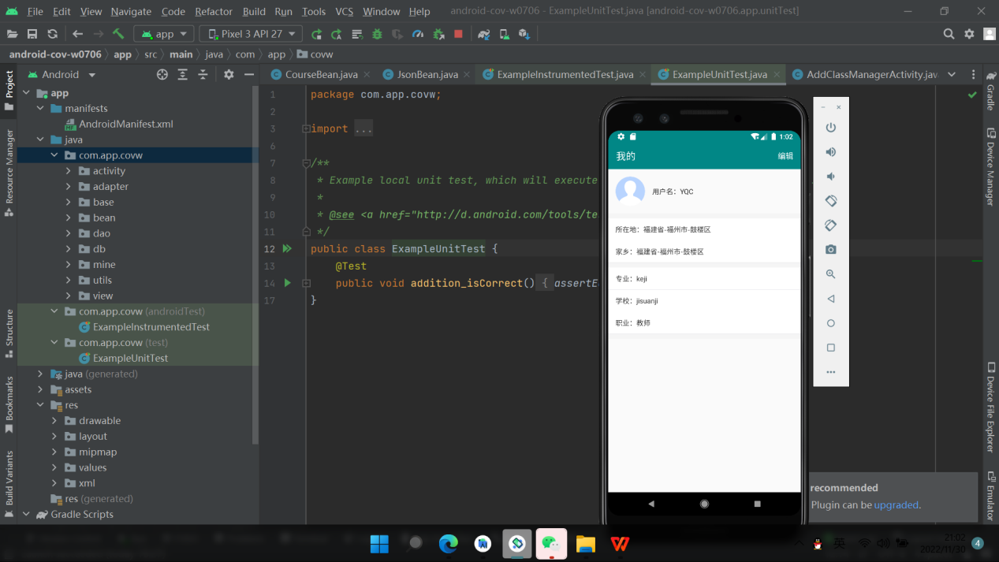 File Edit View Navigate Code Refactor Build Run Tools VCS Window Help android-cov-w0706 - ExampleUnitTest.java [android-cov-w0706.app.unitTest]
app Pixel 3 API 27
android-cov-w0706 app src main java com app covw
Project
Resource Manager
Structure
Bookmarks
Build Variants
Android
app
manifests
AndroidManifest.xml
java
com.app.covw
activity
adapter
base
bean
dao
db
mine
utils
view
com.app.covw (androidTest)
ExampleInstrumentedTest
com.app.covw (test)
ExampleUnitTest
java (generated)
assets
res
drawable
layout
mipmap
values
xml
res (generated)
Gradle Scripts
CourseBean.java JsonBean.java ExampleInstrumentedTest.java ExampleUnitTest.java AddClassManagerActivity.java
1 package com.app.covw;
2
3 import ...
6
7 /**
8 * Example local unit test, which will execute
9 *
10 * @see <a href="http://d.android.com/tools/te
11 */
12 public class ExampleUnitTest {
13 @Test
14 public void addition_isCorrect() { assertE
17 }
1:02
我的 编辑
用户名：YQC
所在地：福建省-福州市-鼓楼区
家乡：福建省-福州市-鼓楼区
专业：keji
学校：jisuanji
职业：教师
recommended
Plugin can be upgraded.
Gradle
Device Manager
Device File Explorer
Emulator
英
21:02
2022/11/30
4